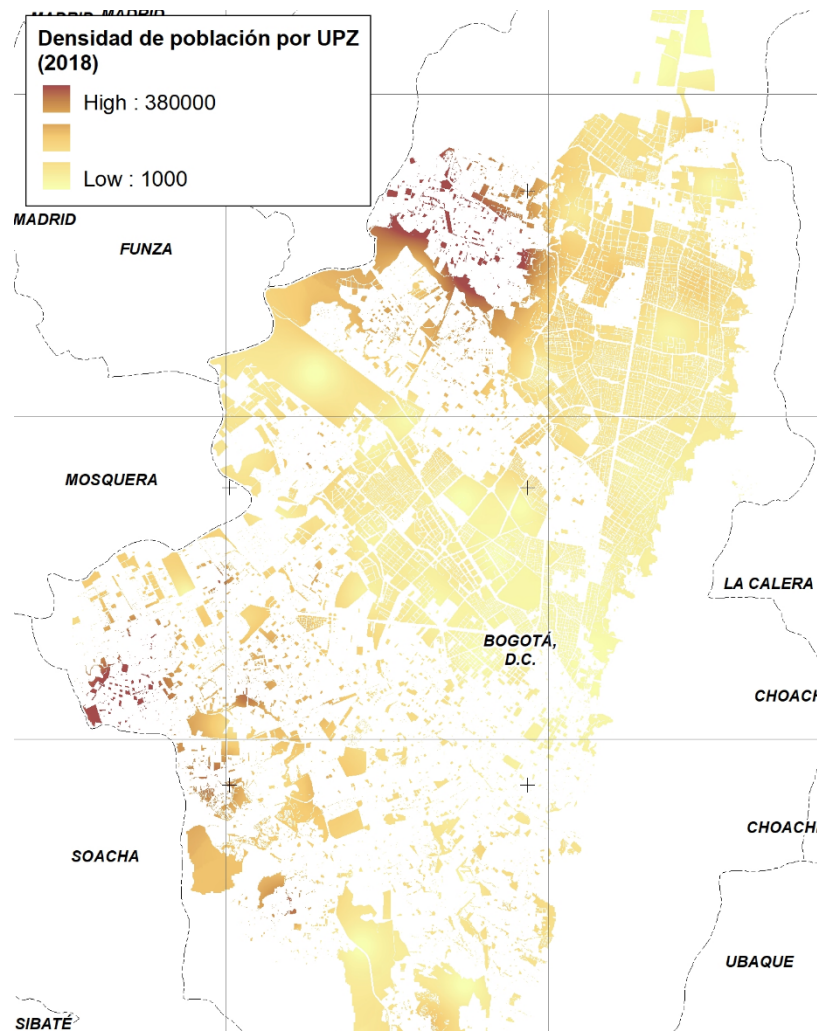 MADRID MADRID
Densidad de población por UPZ
(2018)
High : 380000
Low : 1000
MADRID
FUNZA
MOSQUERA
LA CALERA
BOGOTÁ,
D.C.
CHOACH
CHOACH
SOACHA
UBAQUE
SIBATÉ